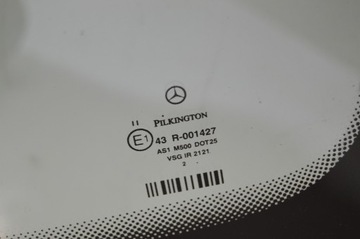 II
PILKINGTON
E1 43 R-001427
AS1 M500 DOT25
VSG IR 2121
2